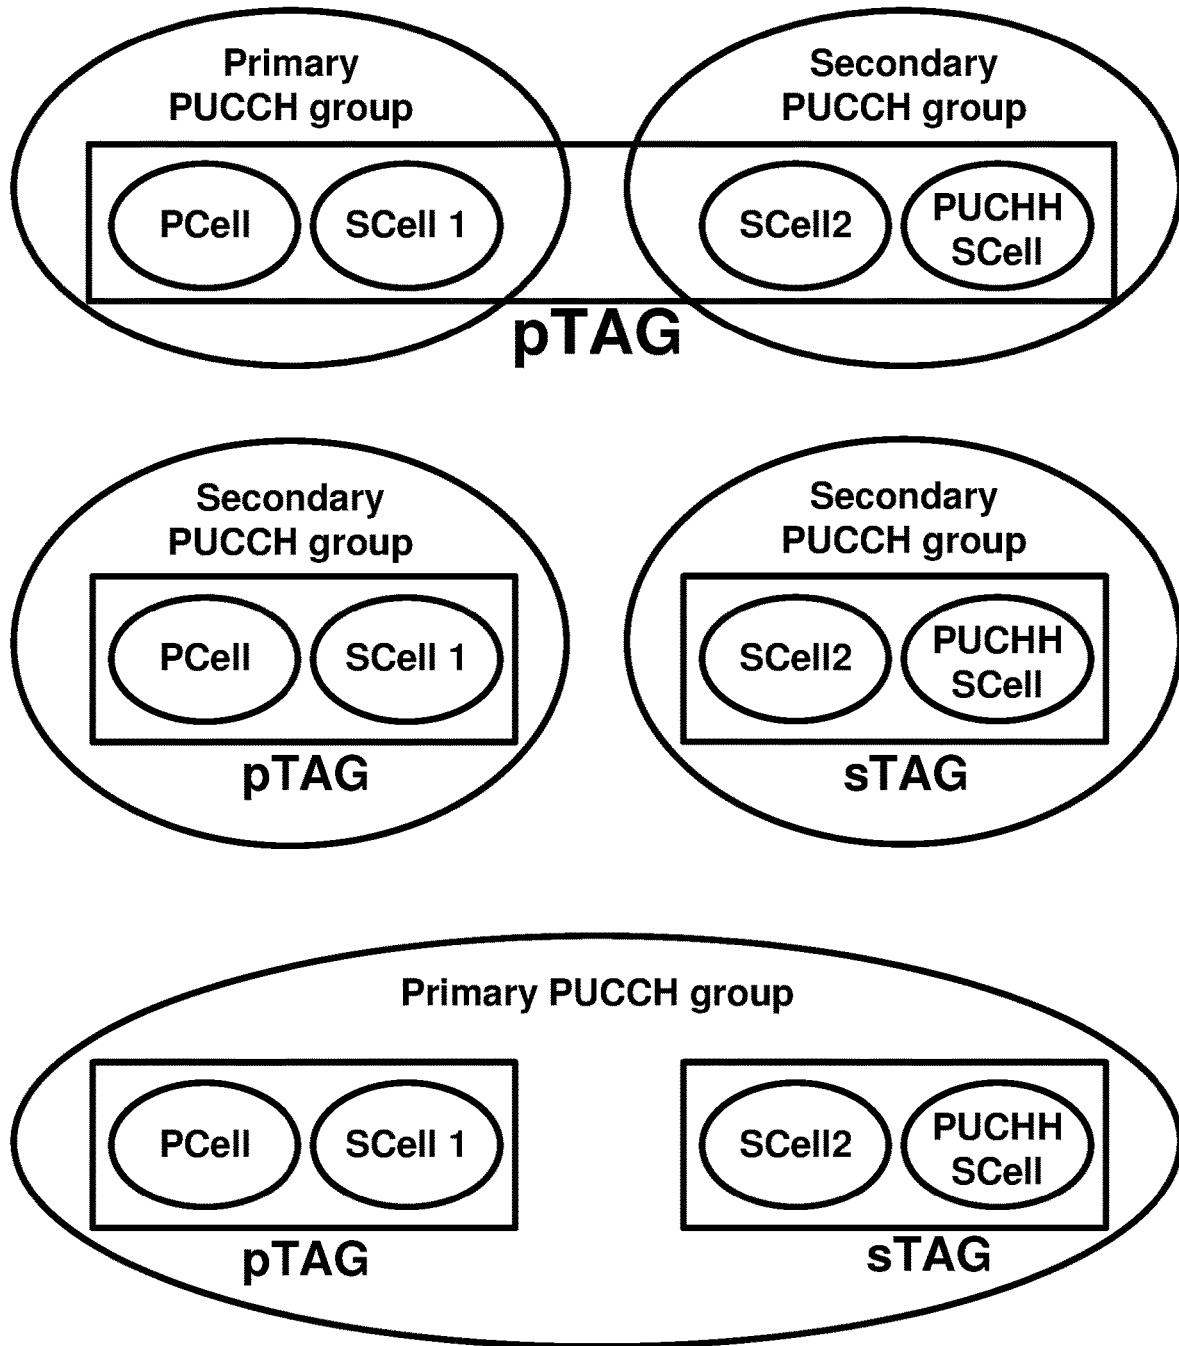 Primary
PUCCH group
Secondary
PUCCH group
PCell
SCell 1
SCell2
PUCHH
SCell
pTAG
Secondary
PUCCH group
Secondary
PUCCH group
PCell
SCell 1
SCell2
PUCHH
SCell
pTAG
sTAG
Primary PUCCH group
PCell
SCell 1
SCell2
PUCHH
SCell
pTAG
sTAG